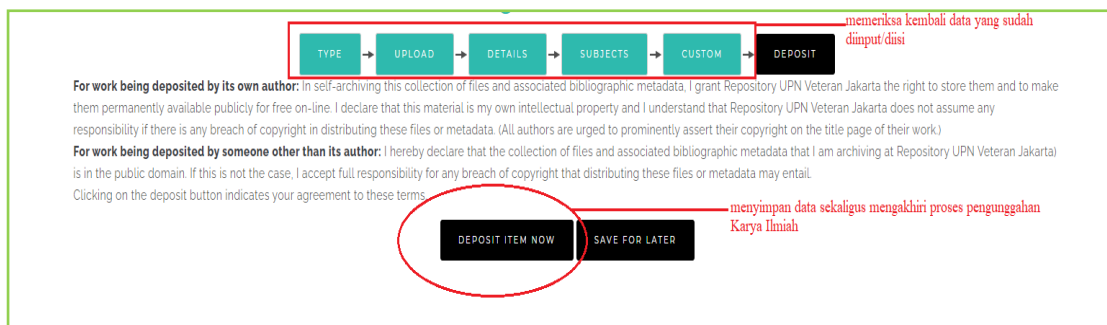 memeriksa kembali data yang sudah
diinput/diisi
TYPE UPLOAD DETAILS SUBJECTS CUSTOM DEPOSIT
For work being deposited by its own author: In self-archiving this collection of files and associated bibliographic metadata, I grant Repository UPN Veteran Jakarta the right to store them and to make
them permanently available publicly for free on-line. I declare that this material is my own intellectual property and I understand that Repository UPN Veteran Jakarta does not assume any
responsibility if there is any breach of copyright in distributing these files or metadata. (All authors are urged to prominently assert their copyright on the title page of their work.)
For work being deposited by someone other than its author: I hereby declare that the collection of files and associated bibliographic metadata that I am archiving at Repository UPN Veteran Jakarta)
is in the public domain. If this is not the case, I accept full responsibility for any breach of copyright that distributing these files or metadata may entail.
Clicking on the deposit button indicates your agreement to these terms.
menyimpan data sekaligus mengakhiri proses pengunggahan
Karya Ilmiah
DEPOSIT ITEM NOW SAVE FOR LATER